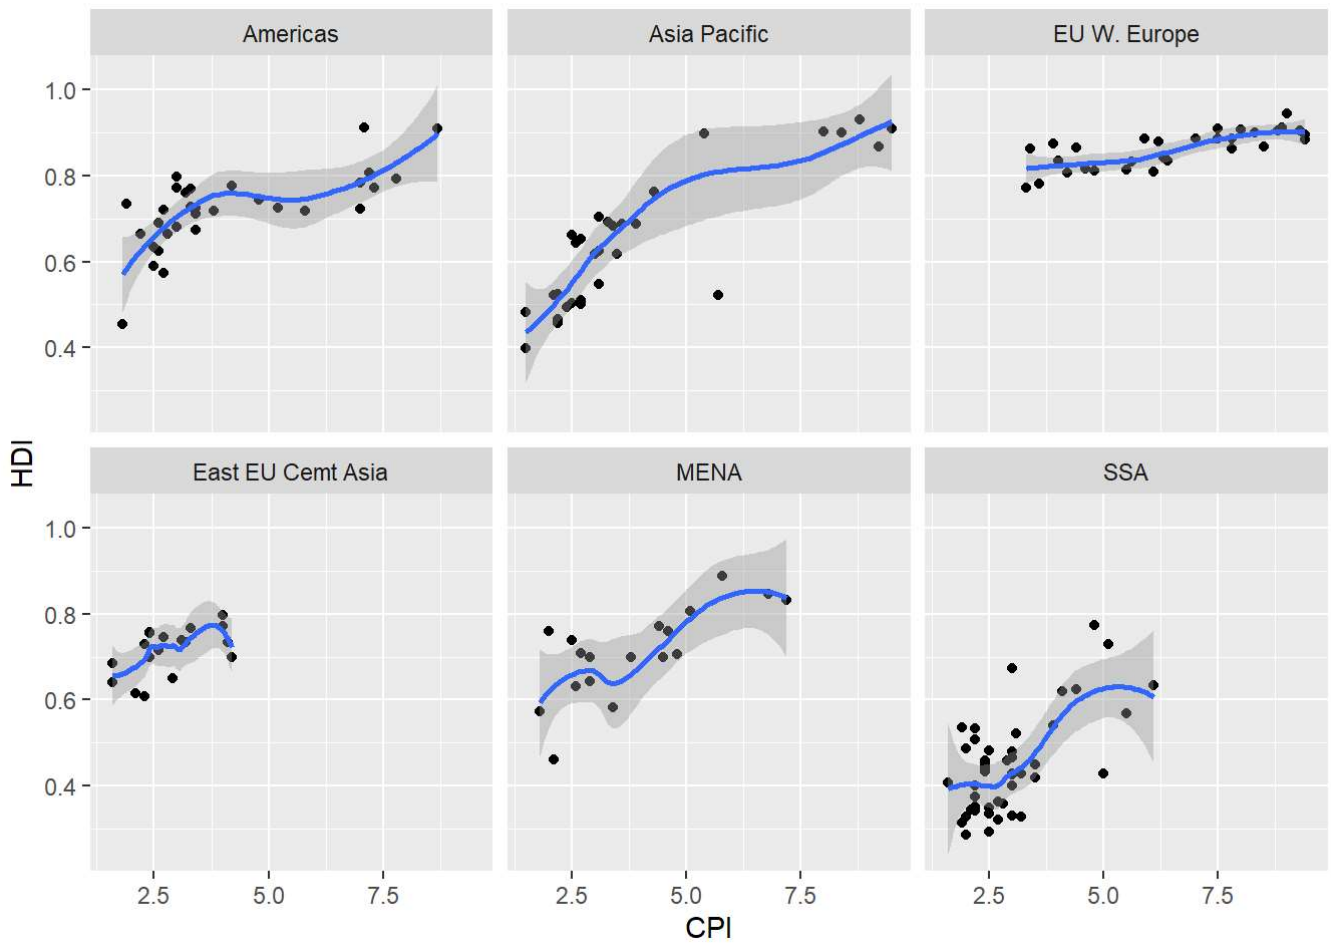 Americas
Asia Pacific
EU W. Europe
1.0
0.8
0.6
0.4
HDI
East EU Cemt Asia
MENA
SSA
1.0
0.8
0.6
0.4
2.5 5.0 7.5 2.5 5.0 7.5 2.5 5.0 7.5
CPI